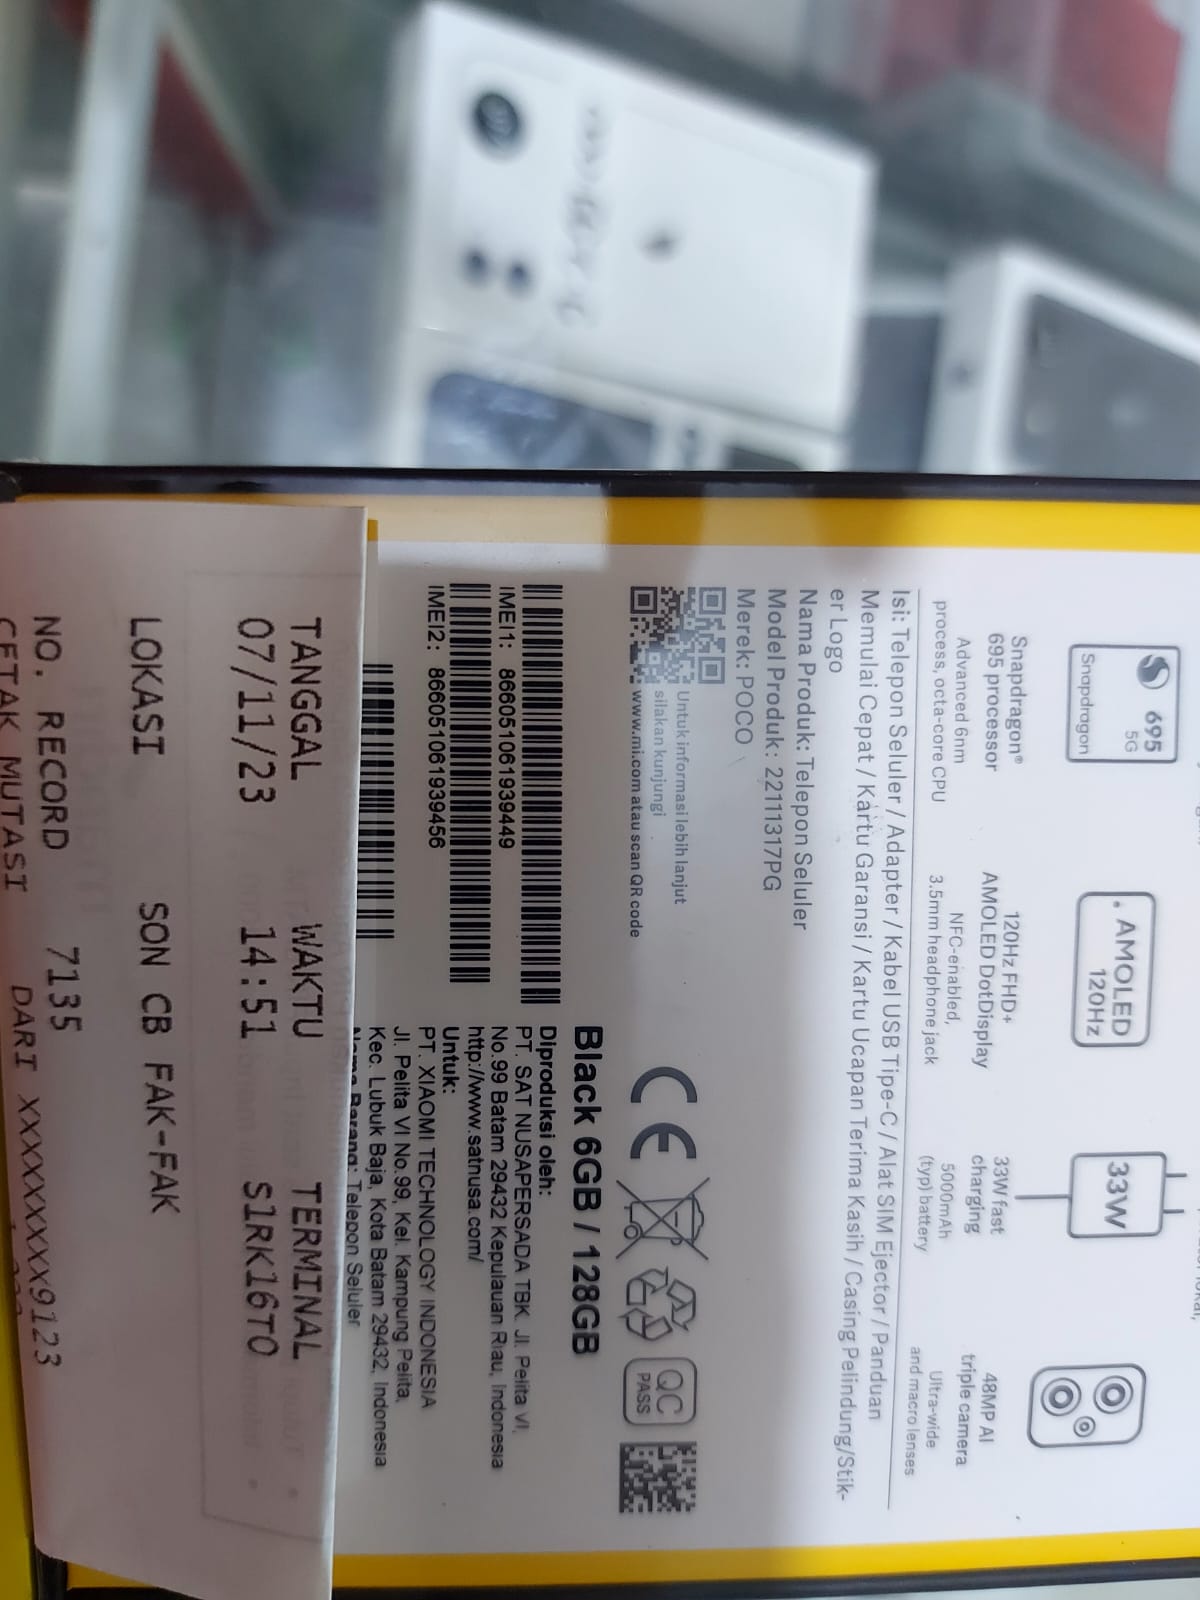 695
5G
Snapdragon
Snapdragon®
695 processor
Advanced 6nm
process, octa-core CPU
AMOLED
120Hz
120Hz FHD+
AMOLED DotDisplay
NFC-enabled,
3.5mm headphone jack
33W
33W fast
charging
5000mAh
(typ) battery
48MP AI
triple camera
Ultra-wide
and macro lenses
Isi: Telepon Seluler / Adapter / Kabel USB Tipe-C / Alat SIM Ejector / Panduan
Memulai Cepat / Kartu Garansi / Kartu Ucapan Terima Kasih / Casing Pelindung/Stik-
er Logo
Nama Produk: Telepon Seluler
Model Produk: 22111317PG
Merek: POCO
Untuk informasi lebih lanjut
silakan kunjungi
www.mi.com atau scan QR code
QC
PASS
Black 6GB / 128GB
IMEI1: 866051061939449
IMEI2: 866051061939456
Diproduksi oleh:
PT. SAT NUSAPERSADA TBK. Jl. Pelita VI,
No.99 Batam 29432 Kepulauan Riau, Indonesia
http://www.satnusa.com/
Untuk:
PT. XIAOMI TECHNOLOGY INDONESIA
Jl. Pelita VI No.99, Kel. Kampung Pelita,
Kec. Lubuk Baja, Kota Batam 29432, Indonesia
Nama Barang: Telepon Seluler
TANGGAL WAKTU TERMINAL
07/11/23 14:51 S1RK16T0
LOKASI SON CB FAK-FAK
NO. RECORD 7135
CETAK MUTASI DARI XXXXXXXXX9123